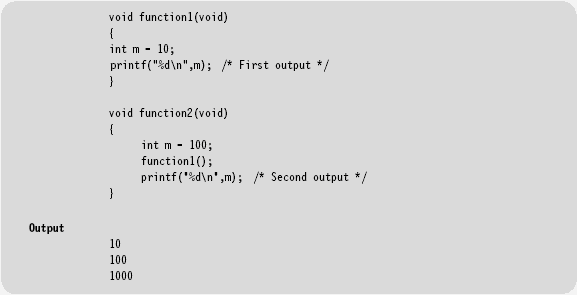 void function1(void)
{
int m = 10;
printf("%d\n",m); /* First output */
}
void function2(void)
{
int m = 100;
function1();
printf("%d\n",m); /* Second output */
}
Output
10
100
1000